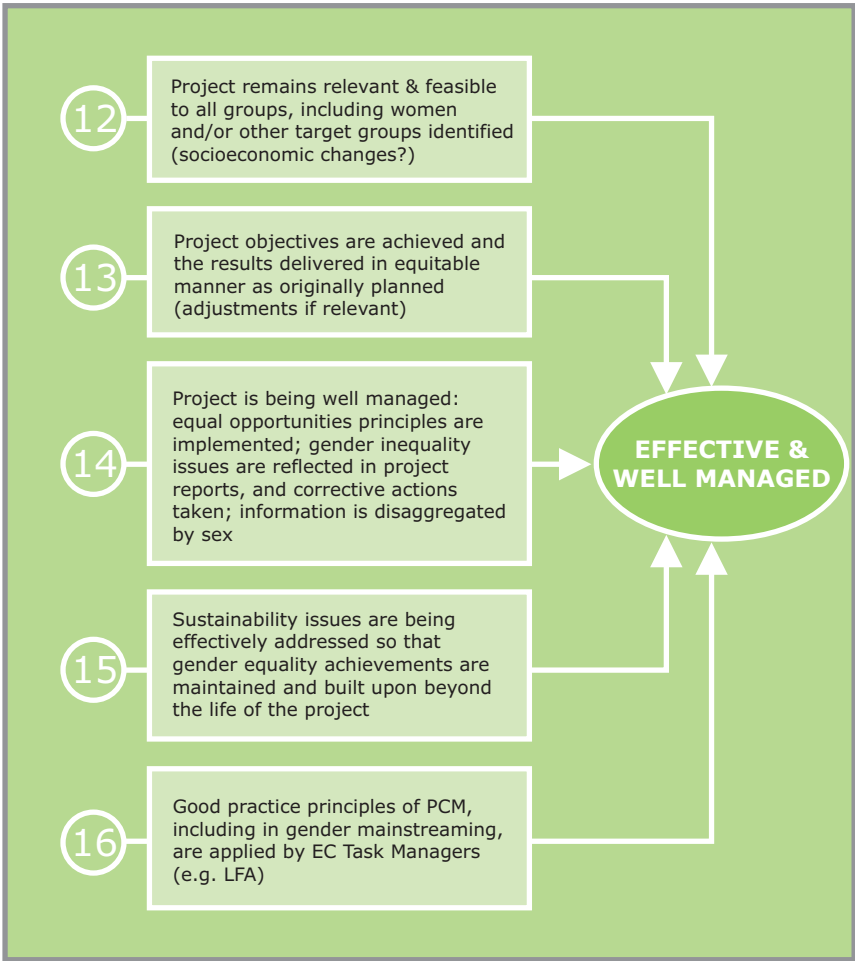 12
Project remains relevant & feasible
to all groups, including women
and/or other target groups identified
(socioeconomic changes?)
13
Project objectives are achieved and
the results delivered in equitable
manner as originally planned
(adjustments if relevant)
14
Project is being well managed:
equal opportunities principles are
implemented; gender inequality
issues are reflected in project
reports, and corrective actions
taken; information is disaggregated
by sex
EFFECTIVE &
WELL MANAGED
15
Sustainability issues are being
effectively addressed so that
gender equality achievements are
maintained and built upon beyond
the life of the project
16
Good practice principles of PCM,
including in gender mainstreaming,
are applied by EC Task Managers
(e.g. LFA)